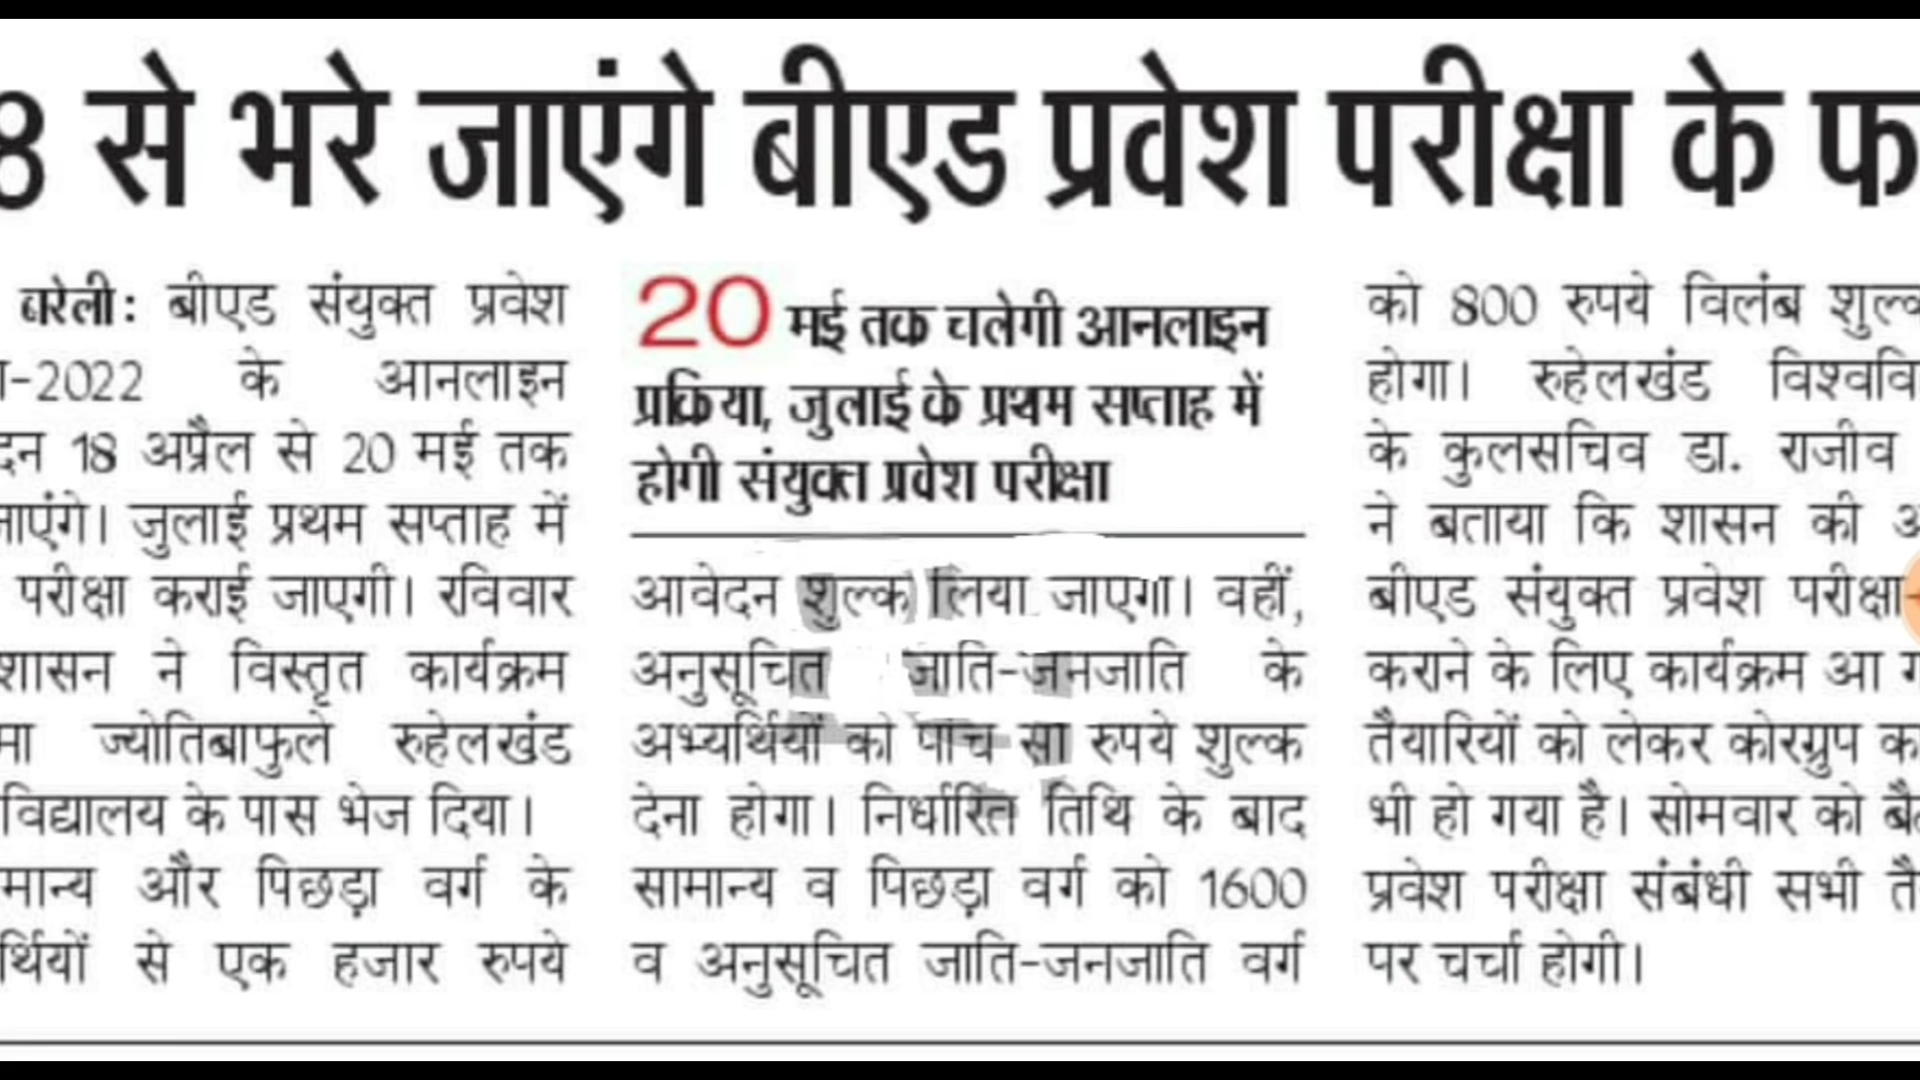 8 से भरे जाएंगे बीएड प्रवेश परीक्षा के फ
बरेली: बीएड संयुक्त प्रवेश
-2022 के आनलाइन
दन 18 अप्रैल से 20 मई तक
जाएंगे। जुलाई प्रथम सप्ताह में
परीक्षा कराई जाएगी। रविवार
शासन ने विस्तृत कार्यक्रम
मा ज्योतिबाफुले रुहेलखंड
विद्यालय के पास भेज दिया।
मान्य और पिछड़ा वर्ग के
र्थियों से एक हजार रुपये
20 मई तक चलेगी आनलाइन
प्रक्रिया, जुलाई के प्रथम सप्ताह में
होगी संयुक्त प्रवेश परीक्षा
आवेदन शुल्क लिया जाएगा। वहीं,
अनुसूचित जाति-जनजाति के
अभ्यर्थियों को पांच सौ रुपये शुल्क
देना होगा। निर्धारित तिथि के बाद
सामान्य व पिछड़ा वर्ग को 1600
व अनुसूचित जाति-जनजाति वर्ग
को 800 रुपये विलंब शुल्क
होगा। रुहेलखंड विश्ववि
के कुलसचिव डा. राजीव
ने बताया कि शासन की
बीएड संयुक्त प्रवेश परीक्षा
कराने के लिए कार्यक्रम आ ग
तैयारियों को लेकर कोरग्रुप क
भी हो गया है। सोमवार को बै
प्रवेश परीक्षा संबंधी सभी तै
पर चर्चा होगी।